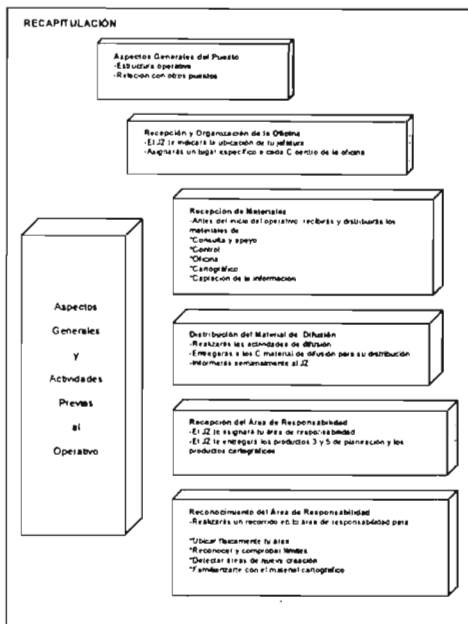 RECAPITULACIÓN
Aspectos Generales del Puesto
-Estructura operativa
-Relación con otros puestos
Recepción y Organización de la Oficina
-El JZ te indicará la ubicación de tu jefatura
-Asignarás un lugar específico a cada C dentro de la oficina
Recepción de Materiales
-Antes del inicio del operativo, recibirás y distribuirás los
materiales de
*Consulta y apoyo
*Control
*Oficina
*Cartográfico
*Captación de la información
Aspectos
Generales
y
Actividades
Previas
al
Operativo
Distribución del Material de Difusión
-Realizarás las actividades de difusión
-Entregarás a los C material de difusión para su distribución
-Informarás semanalmente al JZ
Recepción del Área de Responsabilidad
-El JZ te asignará tu área de responsabilidad
-El JZ te entregará los productos 3 y 5 de planeación y los
productos cartográficos
Reconocimiento del Área de Responsabilidad
-Realizarás un recorrido en tu área de responsabilidad para
*Ubicar físicamente tu área
*Reconocer y comprobar límites
*Detectar áreas de nueva creación
*Familiarizarte con el material cartográfico